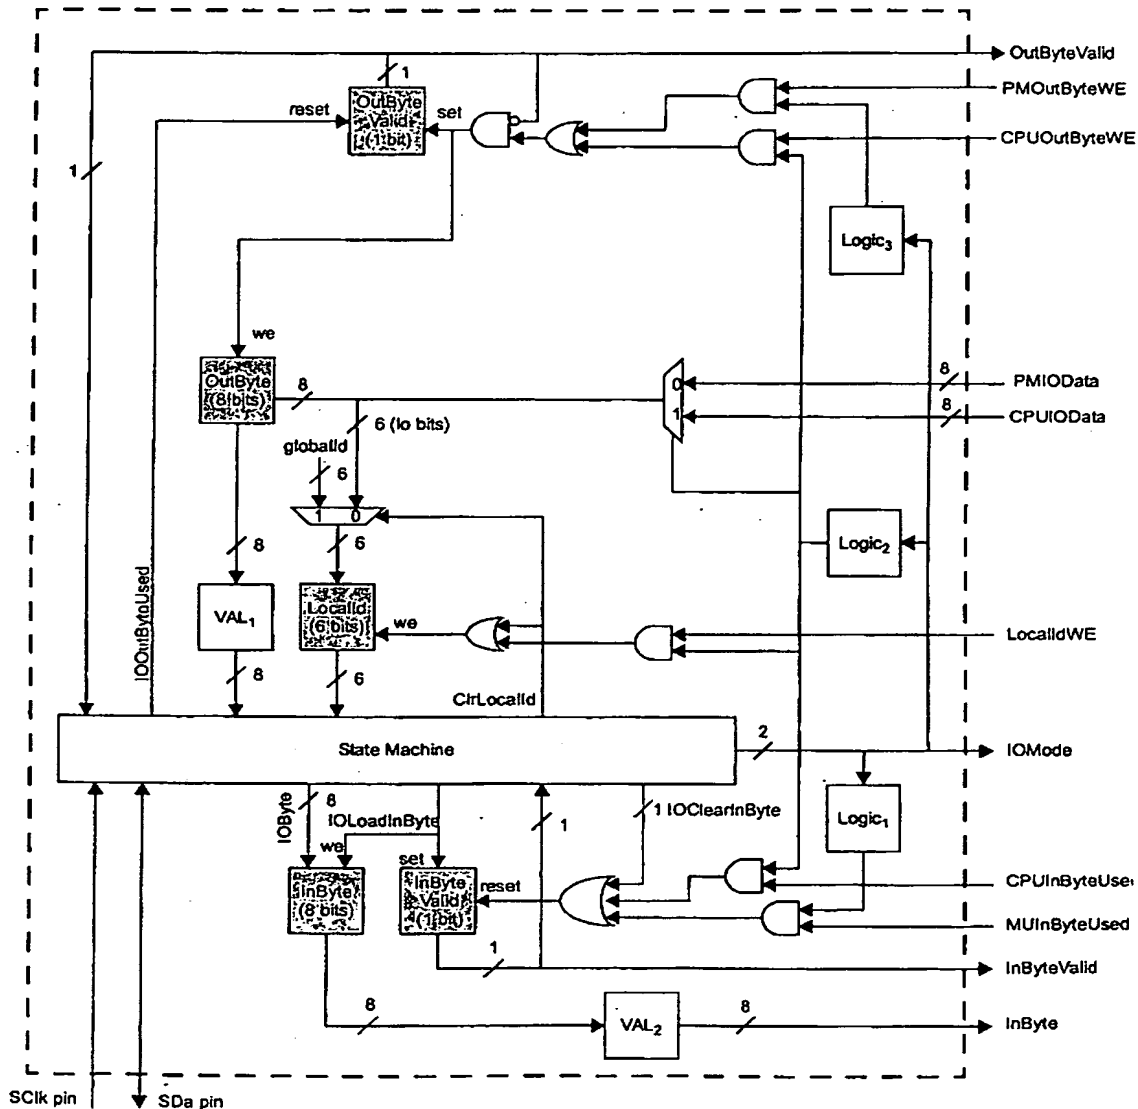 OutByteValid
1
OutByte
Valid
(1 bit)
reset
set
PMOutByteWE
CPUOutByteWE
1
Logic3
we
OutByte
(8 bits)
8
6 (lo bits)
globalId
6
0
1
8
PMIOData
8
CPUIOData
1 0
6
8
Logic2
VAL1
LocalId
(6 bits)
we
LocalIdWE
IOOutByteUsed
8
6
ClrLocalId
State Machine
2
IOMode
IOByte
8
IOLoadInByte
1
1 IOClearInByte
Logic1
we
set
InByte
(8 bits)
InByte
Valid
(1 bit)
reset
CPUInByteUse
MUInByteUsed
1
InByteValid
8
VAL2
8
InByte
SClk pin
SDa pin